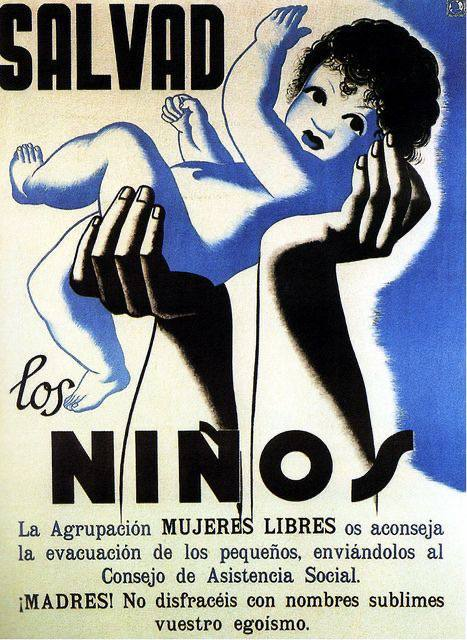 SALVAD
los
NIÑOS
La Agrupación MUJERES LIBRES os aconseja
la evacuación de los pequeños, enviándolos al
Consejo de Asistencia Social.
¡MADRES! No disfracéis con nombres sublimes
vuestro egoísmo.